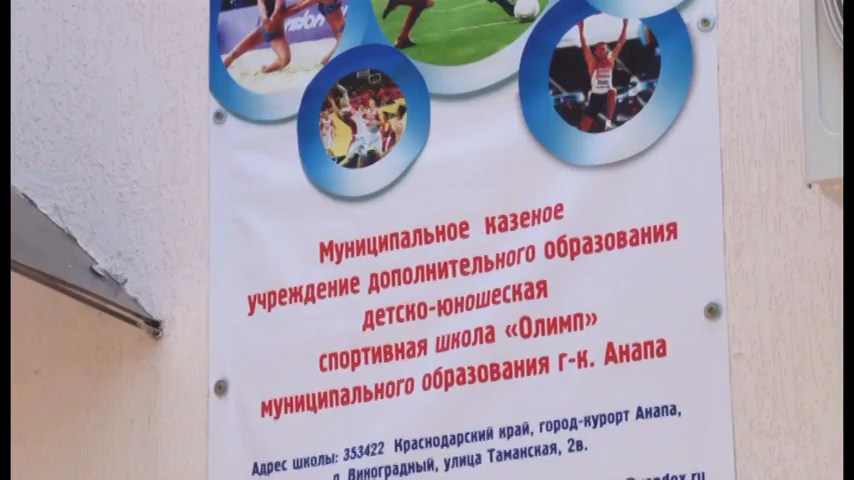 Муниципальное казеное
учреждение дополнительного образования
детско-юношеская
спортивная школа «Олимп»
муниципального образования г-к. Анапа
Адрес школы: 353422 Краснодарский край, город-курорт Анапа,
п. Виноградный, улица Таманская, 2в.